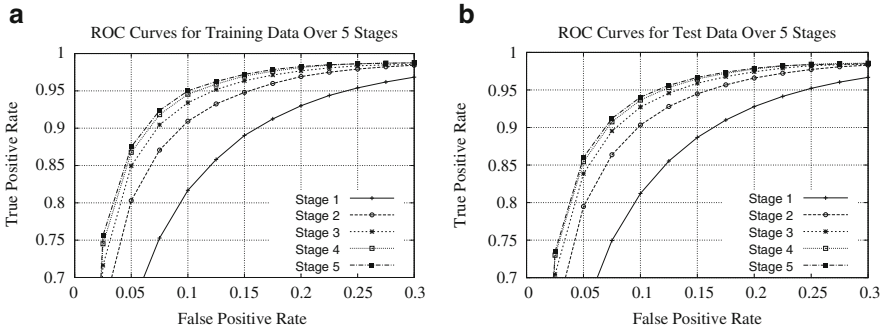 a
ROC Curves for Training Data Over 5 Stages
True Positive Rate
1
0.95
0.9
0.85
0.8
0.75
0.7
Stage 1
Stage 2
Stage 3
Stage 4
Stage 5
0 0.05 0.1 0.15 0.2 0.25 0.3
False Positive Rate
b
ROC Curves for Test Data Over 5 Stages
True Positive Rate
1
0.95
0.9
0.85
0.8
0.75
0.7
Stage 1
Stage 2
Stage 3
Stage 4
Stage 5
0 0.05 0.1 0.15 0.2 0.25 0.3
False Positive Rate